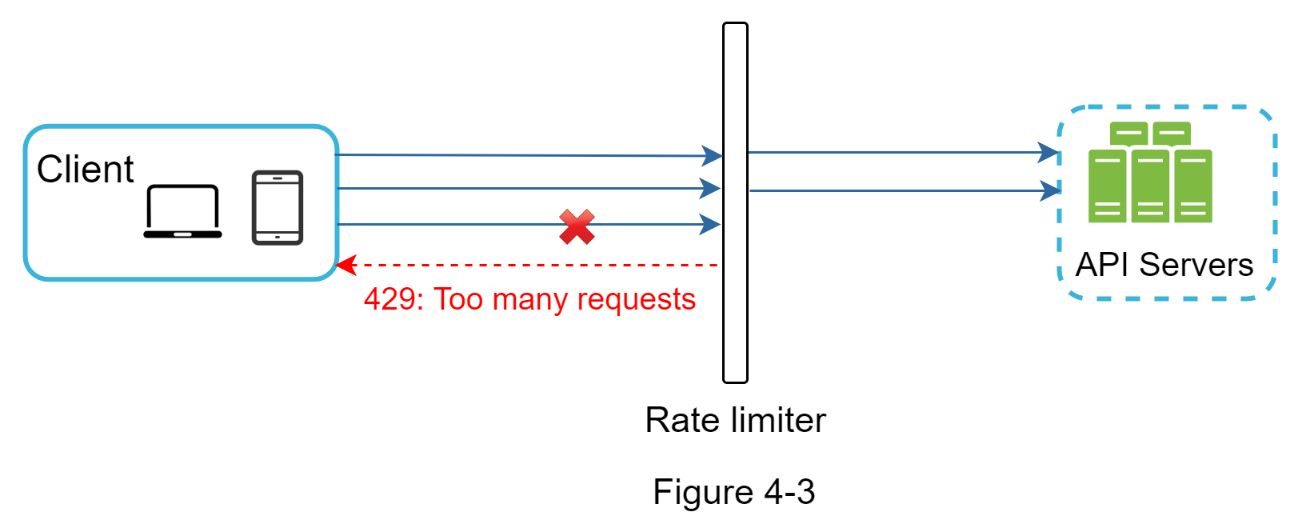 Client
429: Too many requests
API Servers
Rate limiter
Figure 4-3